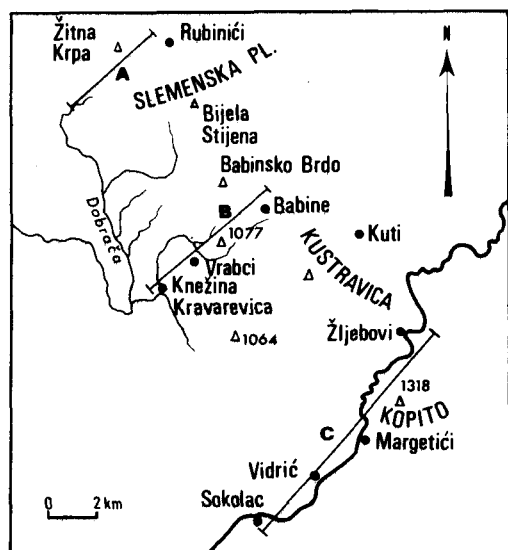 Žitna
Krpa
Rubinići
N
A
SLEMENSKA PL.
Bijela
Stijena
Babinsko Brdo
Dobrača
B
Babine
1077
Kuti
Vrabci
KUSTRAVICA
Knežina
Kravarevica
Žljebovi
1064
1318
KOPITO
C
Margetići
Vidrić
Sokolac
0 2 km